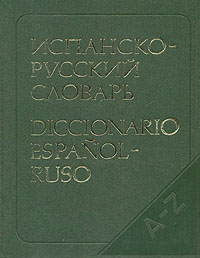 ИСПАНСКО-
РУССКИЙ
СЛОВАРЬ
DICCIONARIO
ESPAÑOL-
RUSO
A-Z